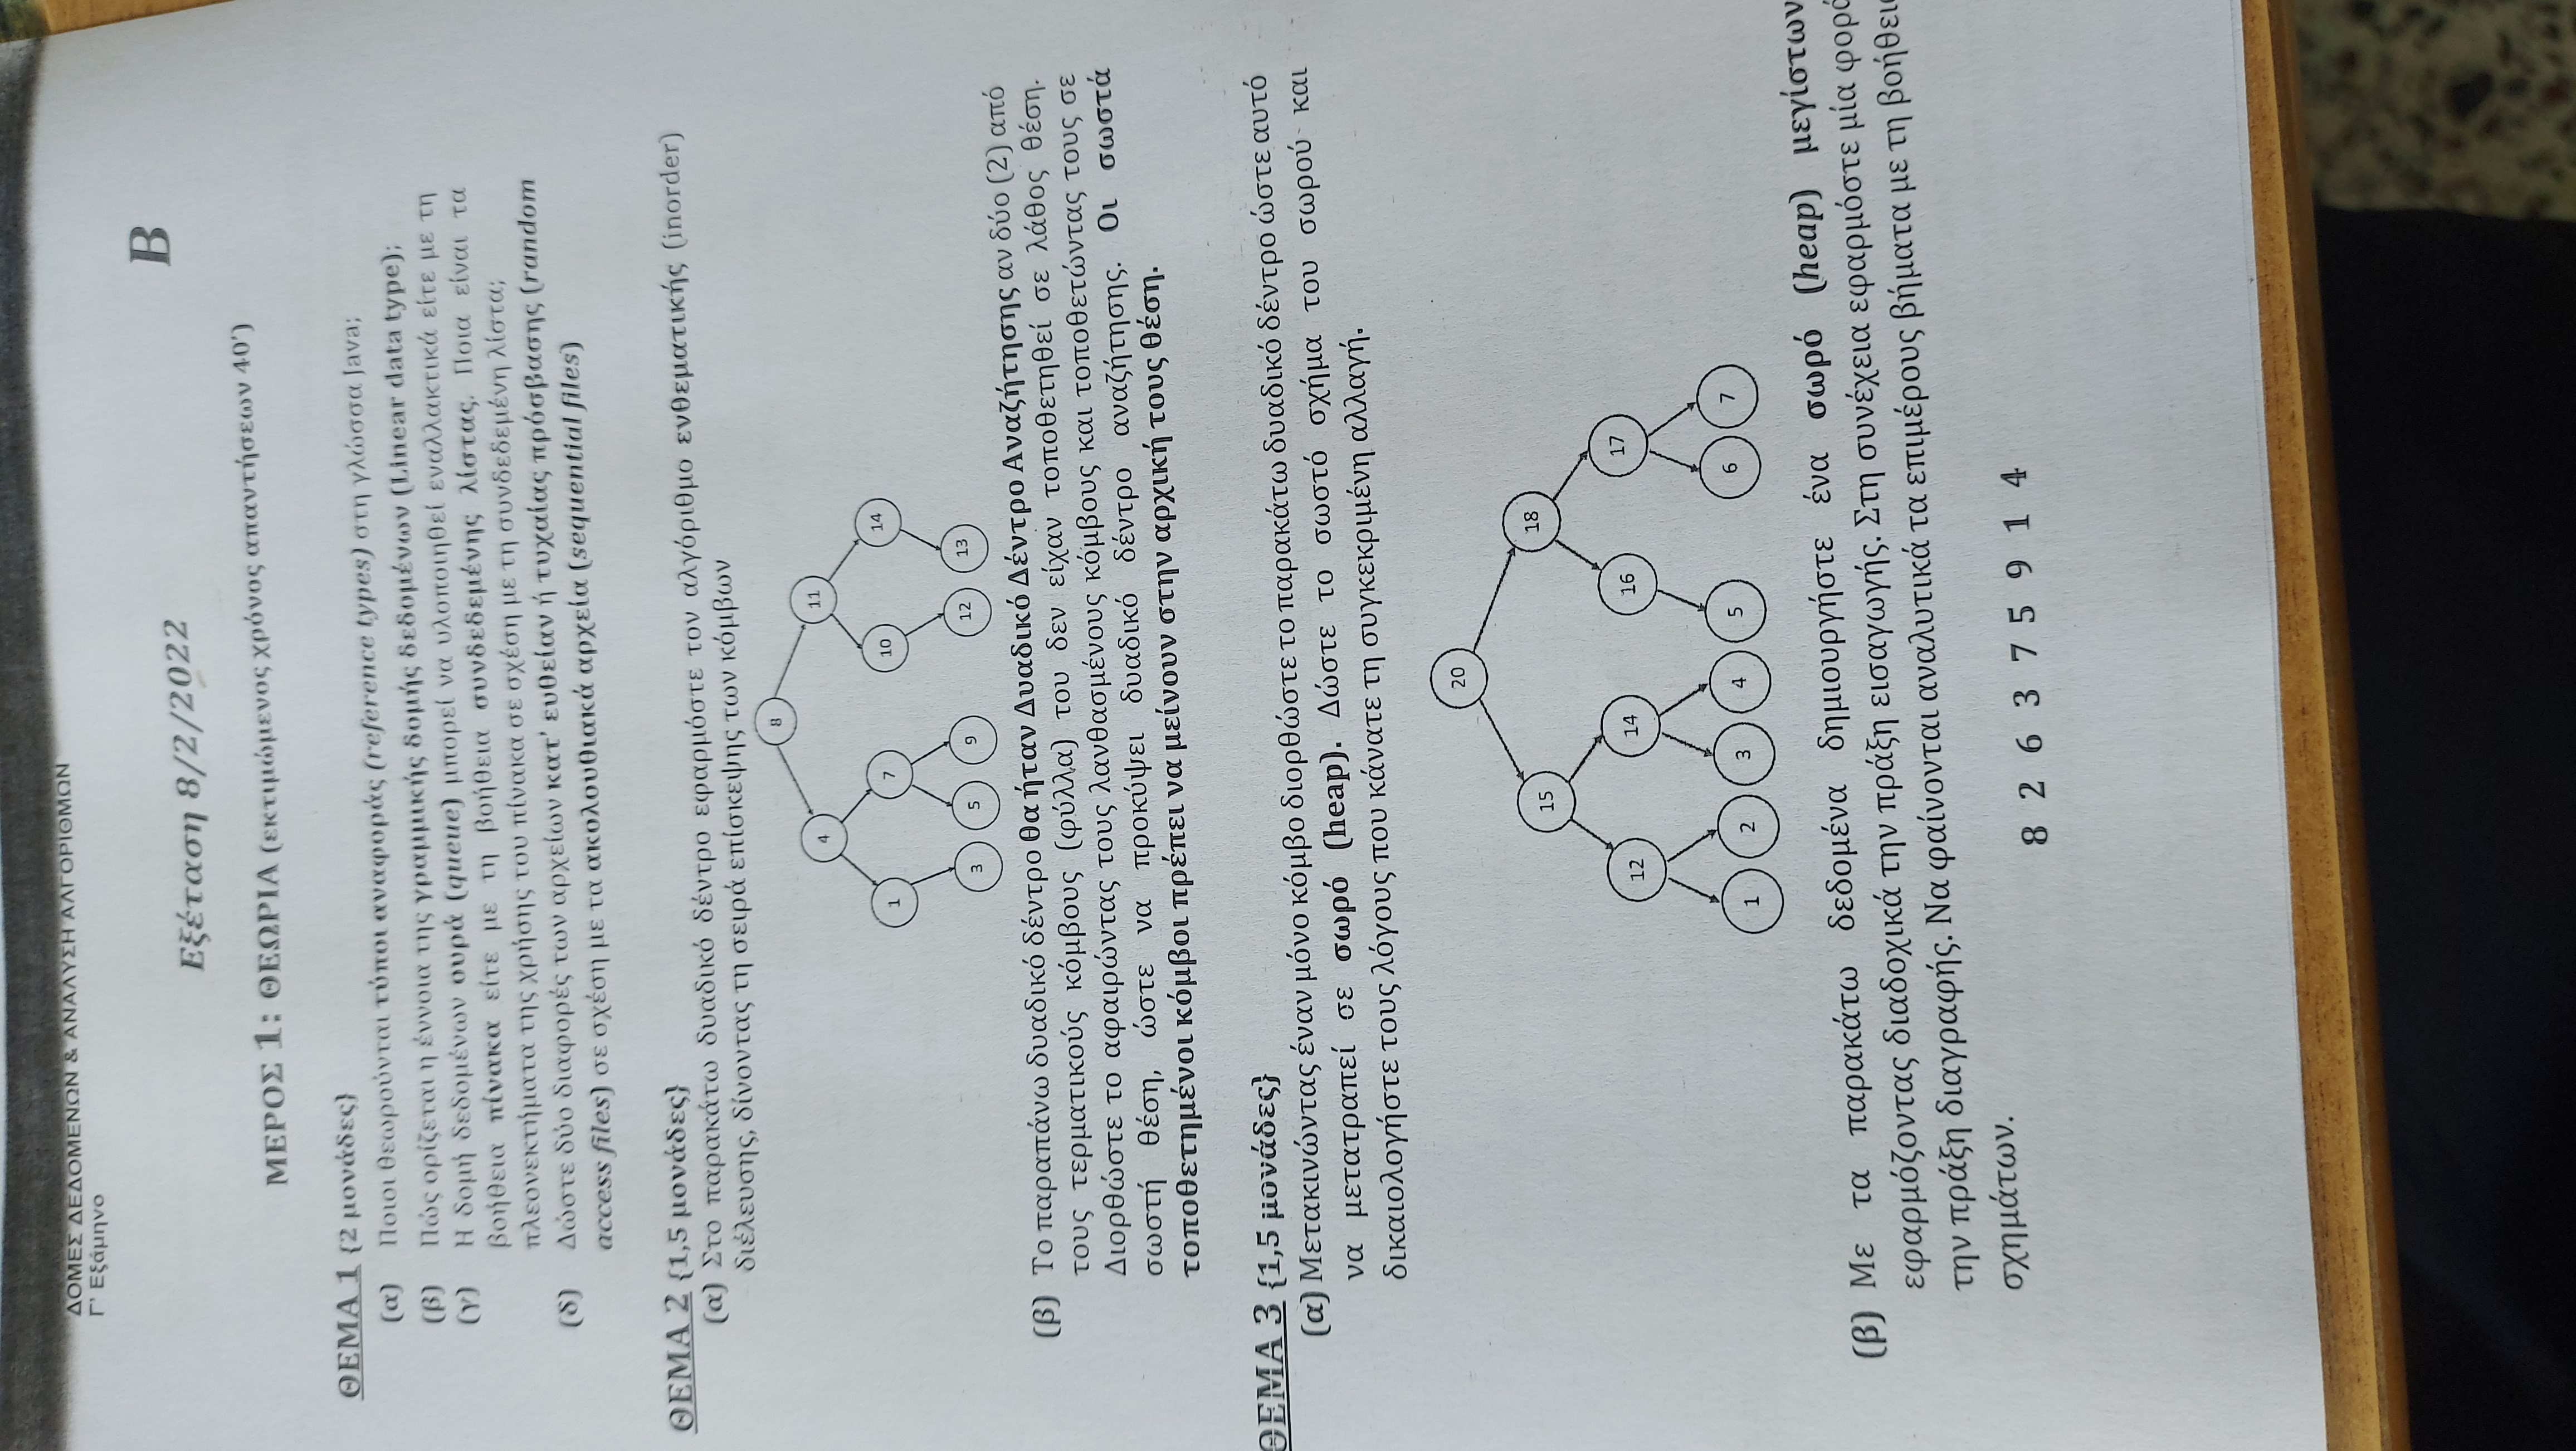 ΔΟΜΕΣ ΔΕΔΟΜΕΝΩΝ & ΑΝΑΛΥΣΗ ΑΛΓΟΡΙΘΜΩΝ
Γ' Εξάμηνο
B
Εξέταση 8/2/2022
ΜΕΡΟΣ 1: ΘΕΩΡΙΑ (εκτιμώμενος χρόνος απαντήσεων 40')
ΘΕΜΑ 1 {2 μονάδες}
(α) Ποιοι θεωρούνται τύποι αναφοράς (reference types) στη γλώσσα Java;
(β) Πώς ορίζεται η έννοια της γραμμικής δομής δεδομένων (Linear data type);
(γ) Η δομή δεδομένων ουρά (queue) μπορεί να υλοποιηθεί εναλλακτικά είτε με τη
βοήθεια πίνακα είτε με τη βοήθεια συνδεδεμένης λίστας. Ποια είναι τα
πλεονεκτήματα της χρήσης του πίνακα σε σχέση με τη συνδεδεμένη λίστα;
(δ) Δώστε δύο διαφορές των αρχείων κατ' ευθείαν ή τυχαίας πρόσβασης (random
access files) σε σχέση με τα ακολουθιακά αρχεία (sequential files)
ΘΕΜΑ 2 {1,5 μονάδες}
(α) Στο παρακάτω δυαδικό δέντρο εφαρμόστε τον αλγόριθμο ενθεματικής (inorder)
διέλευσης, δίνοντας τη σειρά επίσκεψης των κόμβων
8
4 11
1 7 10 14
3 5 9 12 13
(β) Το παραπάνω δυαδικό δέντρο θα ήταν Δυαδικό Δέντρο Αναζήτησης αν δύο (2) από
τους τερματικούς κόμβους (φύλλα) του δεν είχαν τοποθετηθεί σε λάθος θέση.
Διορθώστε το αφαιρώντας τους λανθασμένους κόμβους και τοποθετώντας τους σε
σωστή θέση, ώστε να προκύψει δυαδικό δέντρο αναζήτησης. Οι σωστά
τοποθετημένοι κόμβοι πρέπει να μείνουν στην αρχική τους θέση.
ΘΕΜΑ 3 {1,5 μονάδες}
(α) Μετακινώντας έναν μόνο κόμβο διορθώστε το παρακάτω δυαδικό δέντρο ώστε αυτό
να μετατραπεί σε σωρό (heap). Δώστε το σωστό σχήμα του σωρού και
δικαιολογήστε τους λόγους που κάνατε τη συγκεκριμένη αλλαγή.
20
15 18
12 14 16 17
1 2 3 4 5 6 7
(β) Με τα παρακάτω δεδομένα δημιουργήστε ένα σωρό (heap) μεγίστων
εφαρμόζοντας διαδοχικά την πράξη εισαγωγής. Στη συνέχεια εφαρμόστε μία φορά
την πράξη διαγραφής. Να φαίνονται αναλυτικά τα επιμέρους βήματα με τη βοήθεια
σχημάτων.
8 2 6 3 7 5 9 1 4